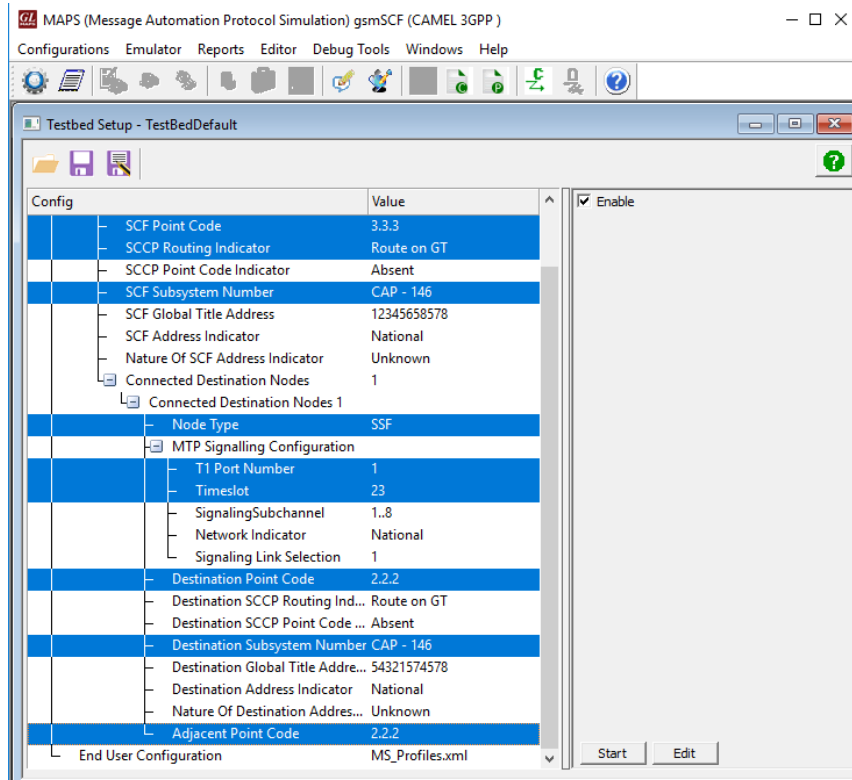 GL MAPS MAPS (Message Automation Protocol Simulation) gsmSCF (CAMEL 3GPP )
Configurations Emulator Reports Editor Debug Tools Windows Help
Testbed Setup - TestBedDefault
Config Value
Enable
SCF Point Code 3.3.3
SCCP Routing Indicator Route on GT
SCCP Point Code Indicator Absent
SCF Subsystem Number CAP - 146
SCF Global Title Address 12345658578
SCF Address Indicator National
Nature Of SCF Address Indicator Unknown
Connected Destination Nodes 1
Connected Destination Nodes 1
Node Type SSF
MTP Signalling Configuration
T1 Port Number 1
Timeslot 23
SignalingSubchannel 1..8
Network Indicator National
Signaling Link Selection 1
Destination Point Code 2.2.2
Destination SCCP Routing Ind... Route on GT
Destination SCCP Point Code ... Absent
Destination Subsystem Number CAP - 146
Destination Global Title Addre... 54321574578
Destination Address Indicator National
Nature Of Destination Addres... Unknown
Adjacent Point Code 2.2.2
End User Configuration MS_Profiles.xml
Start Edit